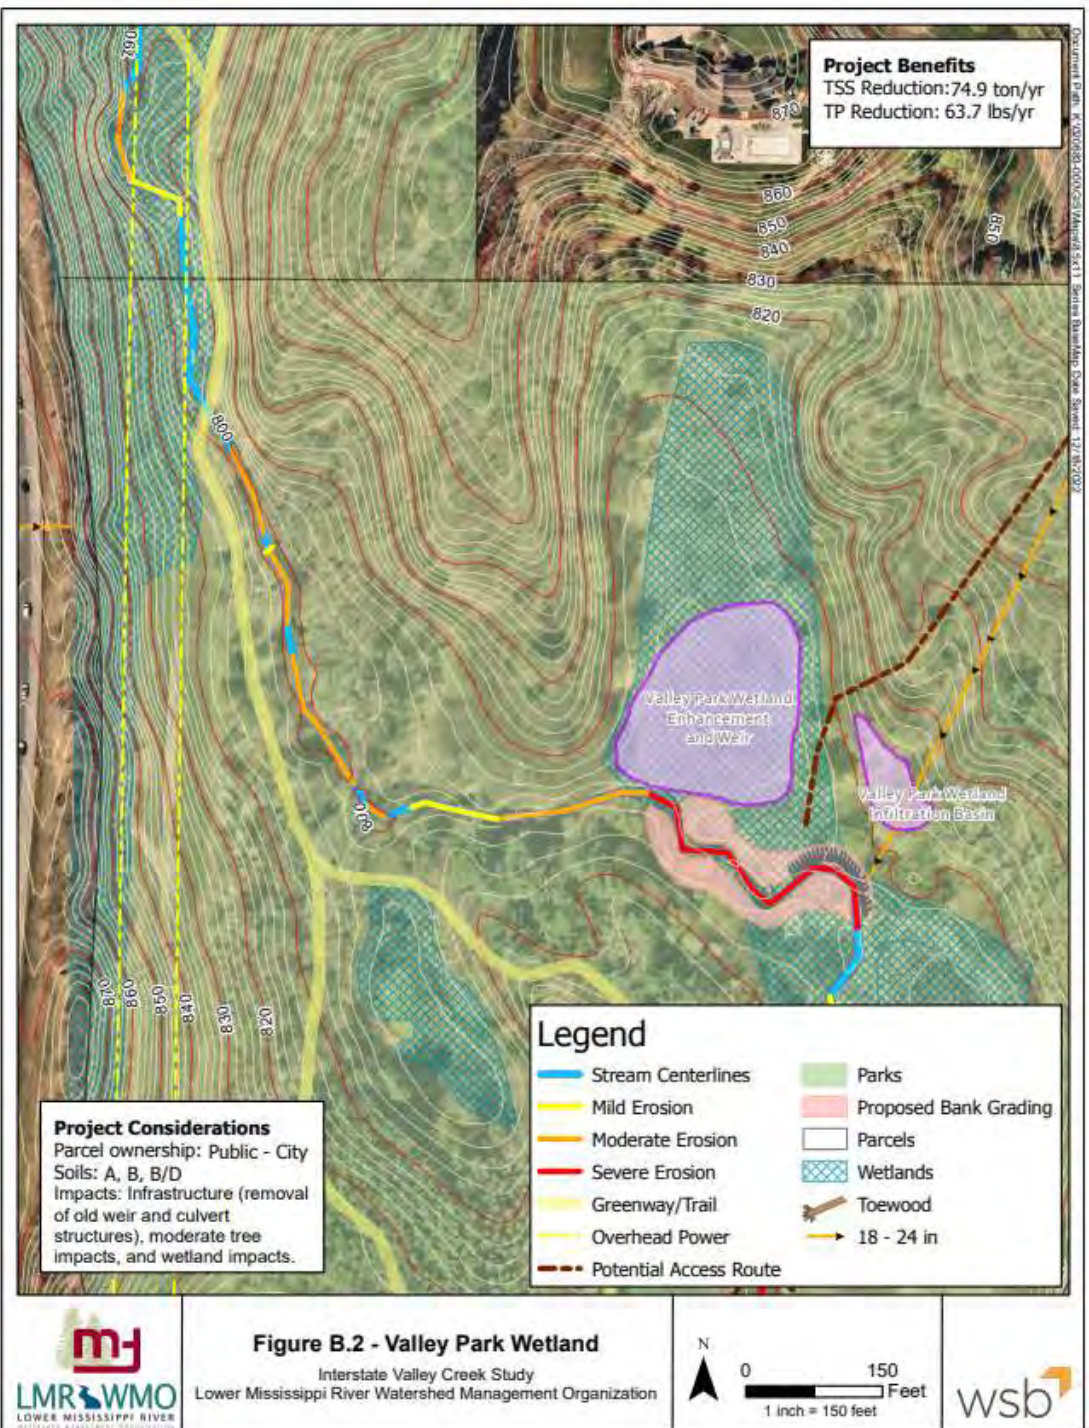 Project Benefits
TSS Reduction:74.9 ton/yr
TP Reduction: 63.7 lbs/yr
790
870
860
850
840
830
820
850
800
Valley Park Wetland
Enhancement
and Weir
Valley Park Wetland
Infiltration Basin
800
870
860
850
840
830
820
Legend
Stream Centerlines
Mild Erosion
Moderate Erosion
Severe Erosion
Greenway/Trail
Overhead Power
Potential Access Route
Parks
Proposed Bank Grading
Parcels
Wetlands
Toewood
18 - 24 in
Project Considerations
Parcel ownership: Public - City
Soils: A, B, B/D
Impacts: Infrastructure (removal
of old weir and culvert
structures), moderate tree
impacts, and wetland impacts.
LMR WMO
LOWER MISSISSIPPI RIVER
Figure B.2 - Valley Park Wetland
Interstate Valley Creek Study
Lower Mississippi River Watershed Management Organization
N
0 150
Feet
1 inch = 150 feet
wsb